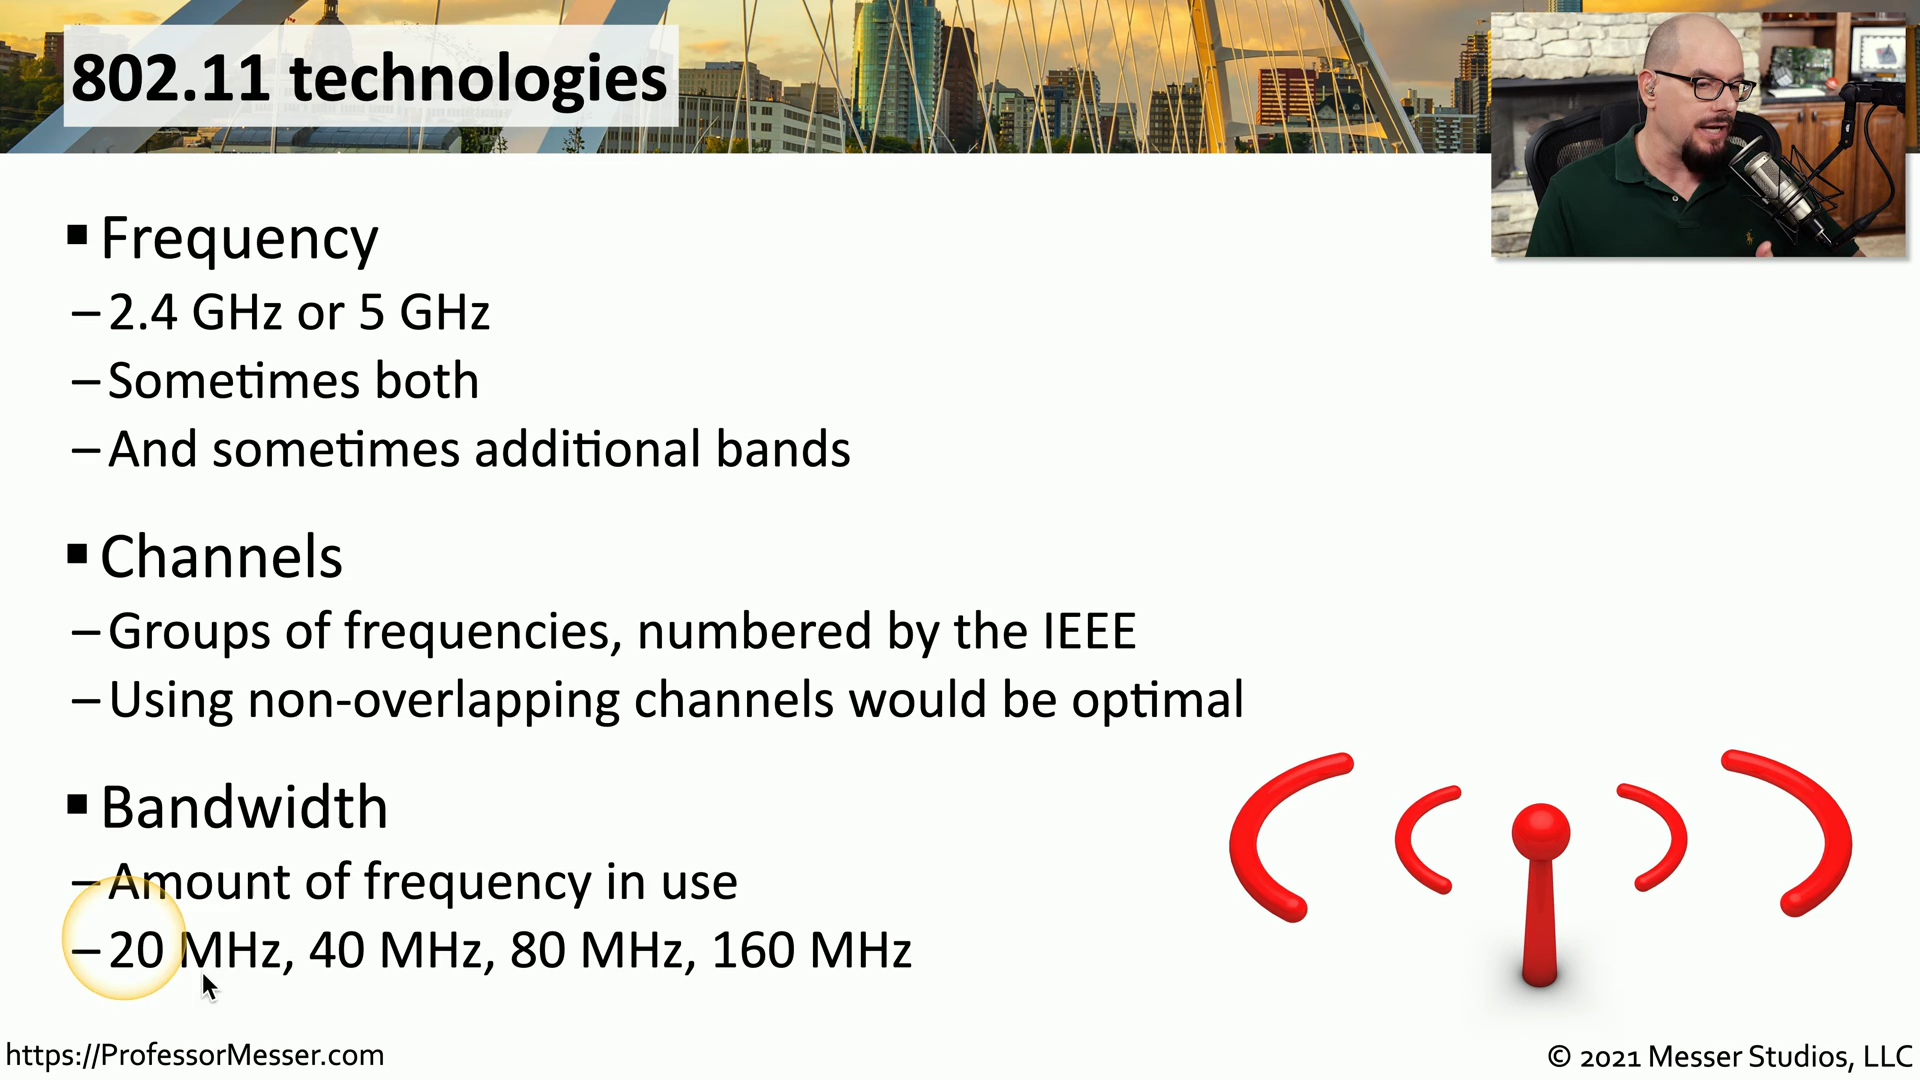 802.11 technologies
▪ Frequency
– 2.4 GHz or 5 GHz
– Sometimes both
– And sometimes additional bands
▪ Channels
– Groups of frequencies, numbered by the IEEE
– Using non-overlapping channels would be optimal
▪ Bandwidth
– Amount of frequency in use
– 20 MHz, 40 MHz, 80 MHz, 160 MHz
https://ProfessorMesser.com
© 2021 Messer Studios, LLC